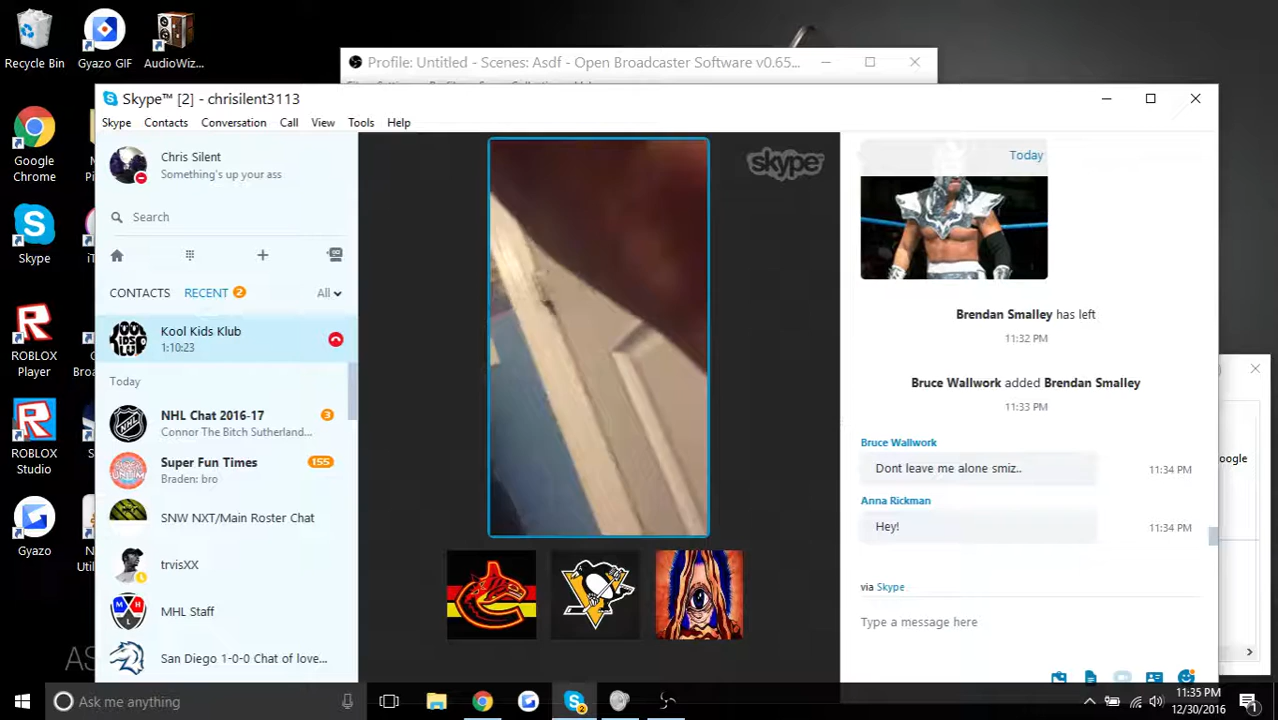 Recycle Bin
Gyazo GIF
AudioWiz...
Google
Chrome
Skype
ROBLOX
Player
ROBLOX
Studio
Gyazo
Profile: Untitled - Scenes: Asdf - Open Broadcaster Software v0.65...
Skype™ [2] - chrisilent3113
Skype Contacts Conversation Call View Tools Help
Chris Silent
Something's up your ass
Search
CONTACTS RECENT 2 All
Kool Kids Klub
1:10:23
Today
NHL Chat 2016-17 3
Connor The Bitch Sutherland...
Super Fun Times 155
Braden: bro
SNW NXT/Main Roster Chat
trvisXX
MHL Staff
San Diego 1-0-0 Chat of love...
skype
Today
Brendan Smalley has left
11:32 PM
Bruce Wallwork added Brendan Smalley
11:33 PM
Bruce Wallwork
Dont leave me alone smiz.. 11:34 PM
Anna Rickman
Hey! 11:34 PM
via Skype
Type a message here
oogle
Ask me anything
2
11:35 PM
12/30/2016
1